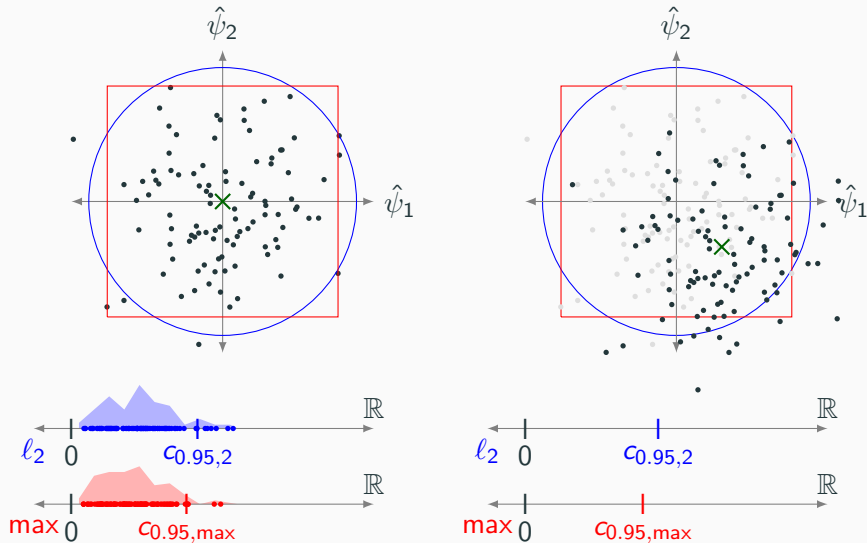 ψ̂₂ ψ̂₂
ψ̂₁ ψ̂₁
ℝ ℝ
ℓ₂ 0 c₀.₉₅,₂ ℓ₂ 0 c₀.₉₅,₂
ℝ ℝ
max 0 c₀.₉₅,max max 0 c₀.₉₅,max